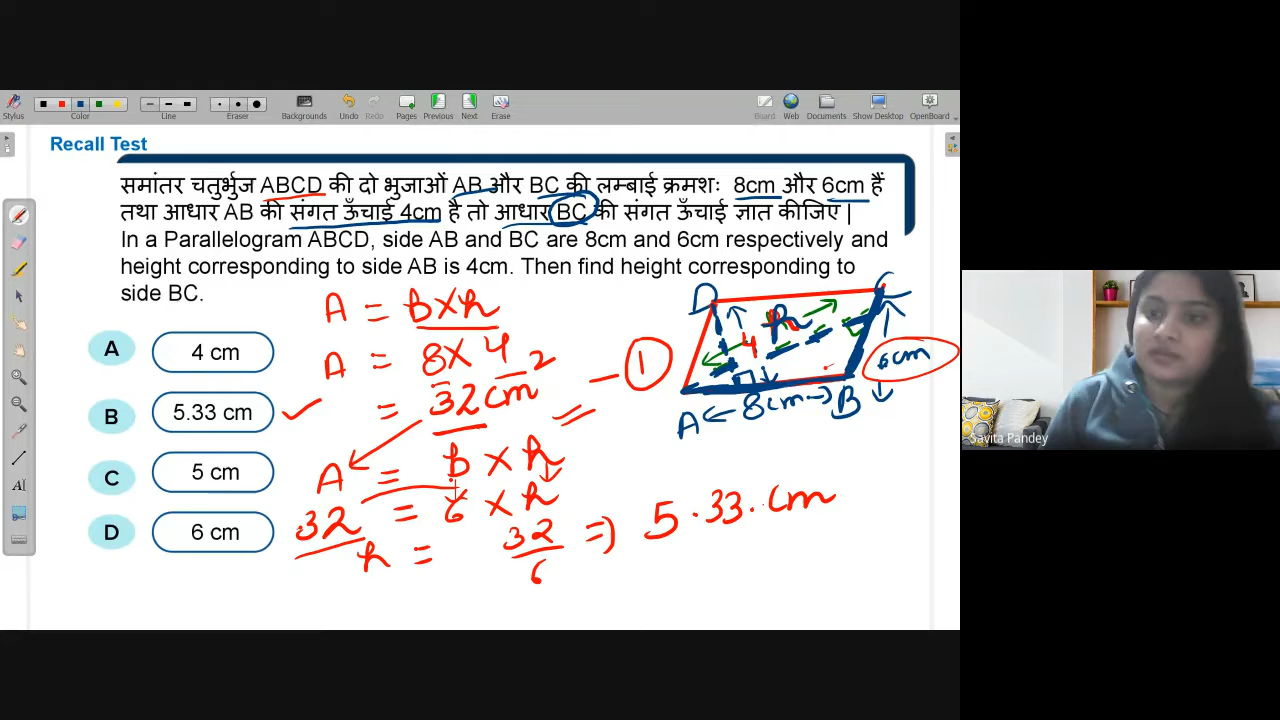 Stylus
Color
Line
Eraser
Backgrounds
Undo
Redo
Pages
Previous
Next
Erase
Board
Web
Documents
Show Desktop
OpenBoard
Recall Test
समांतर चतुर्भुज ABCD की दो भुजाओं AB और BC की लम्बाई क्रमशः 8cm और 6cm हैं
तथा आधार AB की संगत ऊँचाई 4cm है तो आधार BC की संगत ऊँचाई ज्ञात कीजिए |
In a Parallelogram ABCD, side AB and BC are 8cm and 6cm respectively and
height corresponding to side AB is 4cm. Then find height corresponding to
side BC.
A 4 cm
B 5.33 cm
C 5 cm
D 6 cm
A = b×h
A = 8×4
= 32cm² — 1
A = b×h
32 = 6×h
h = 32/6 ⇒ 5.33 cm
D C
4 h
6cm
A 8cm B
Savita Pandey